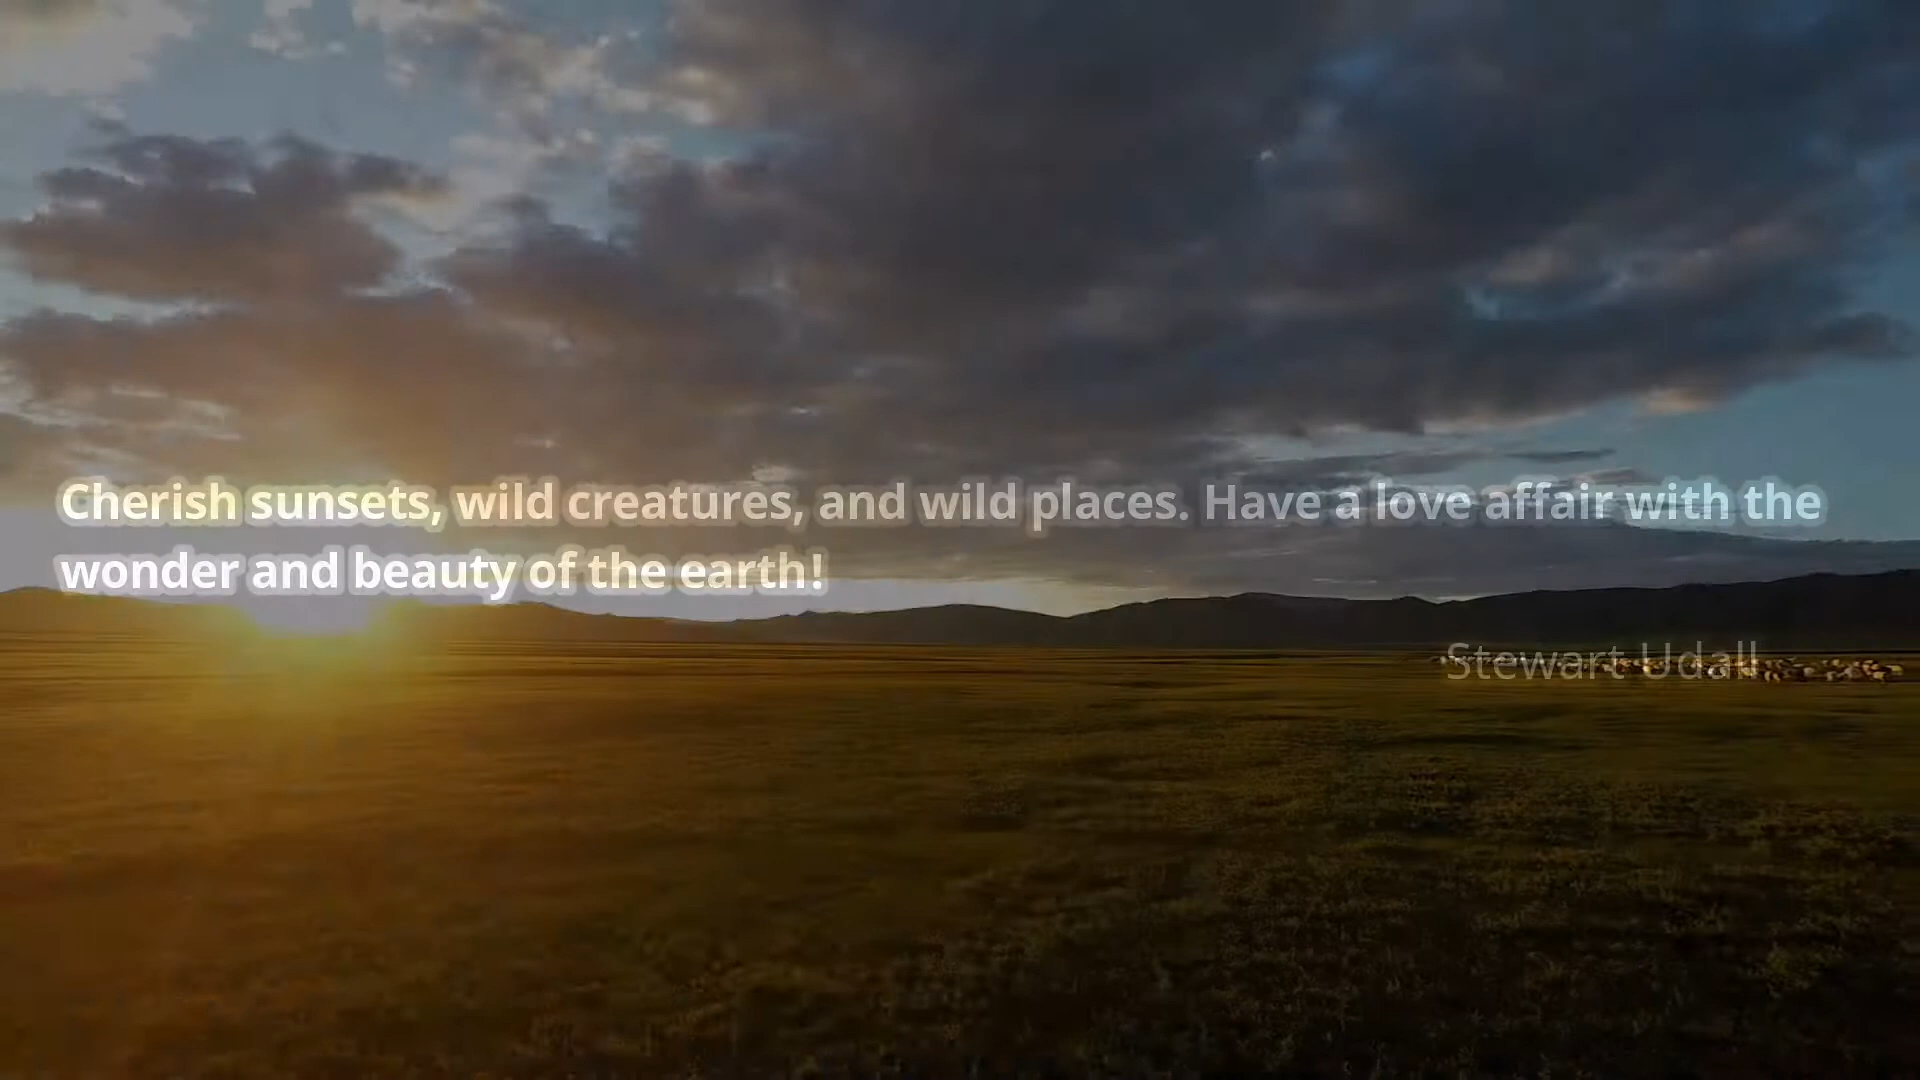 Cherish sunsets, wild creatures, and wild places. Have a love affair with the
wonder and beauty of the earth!
Stewart Udall